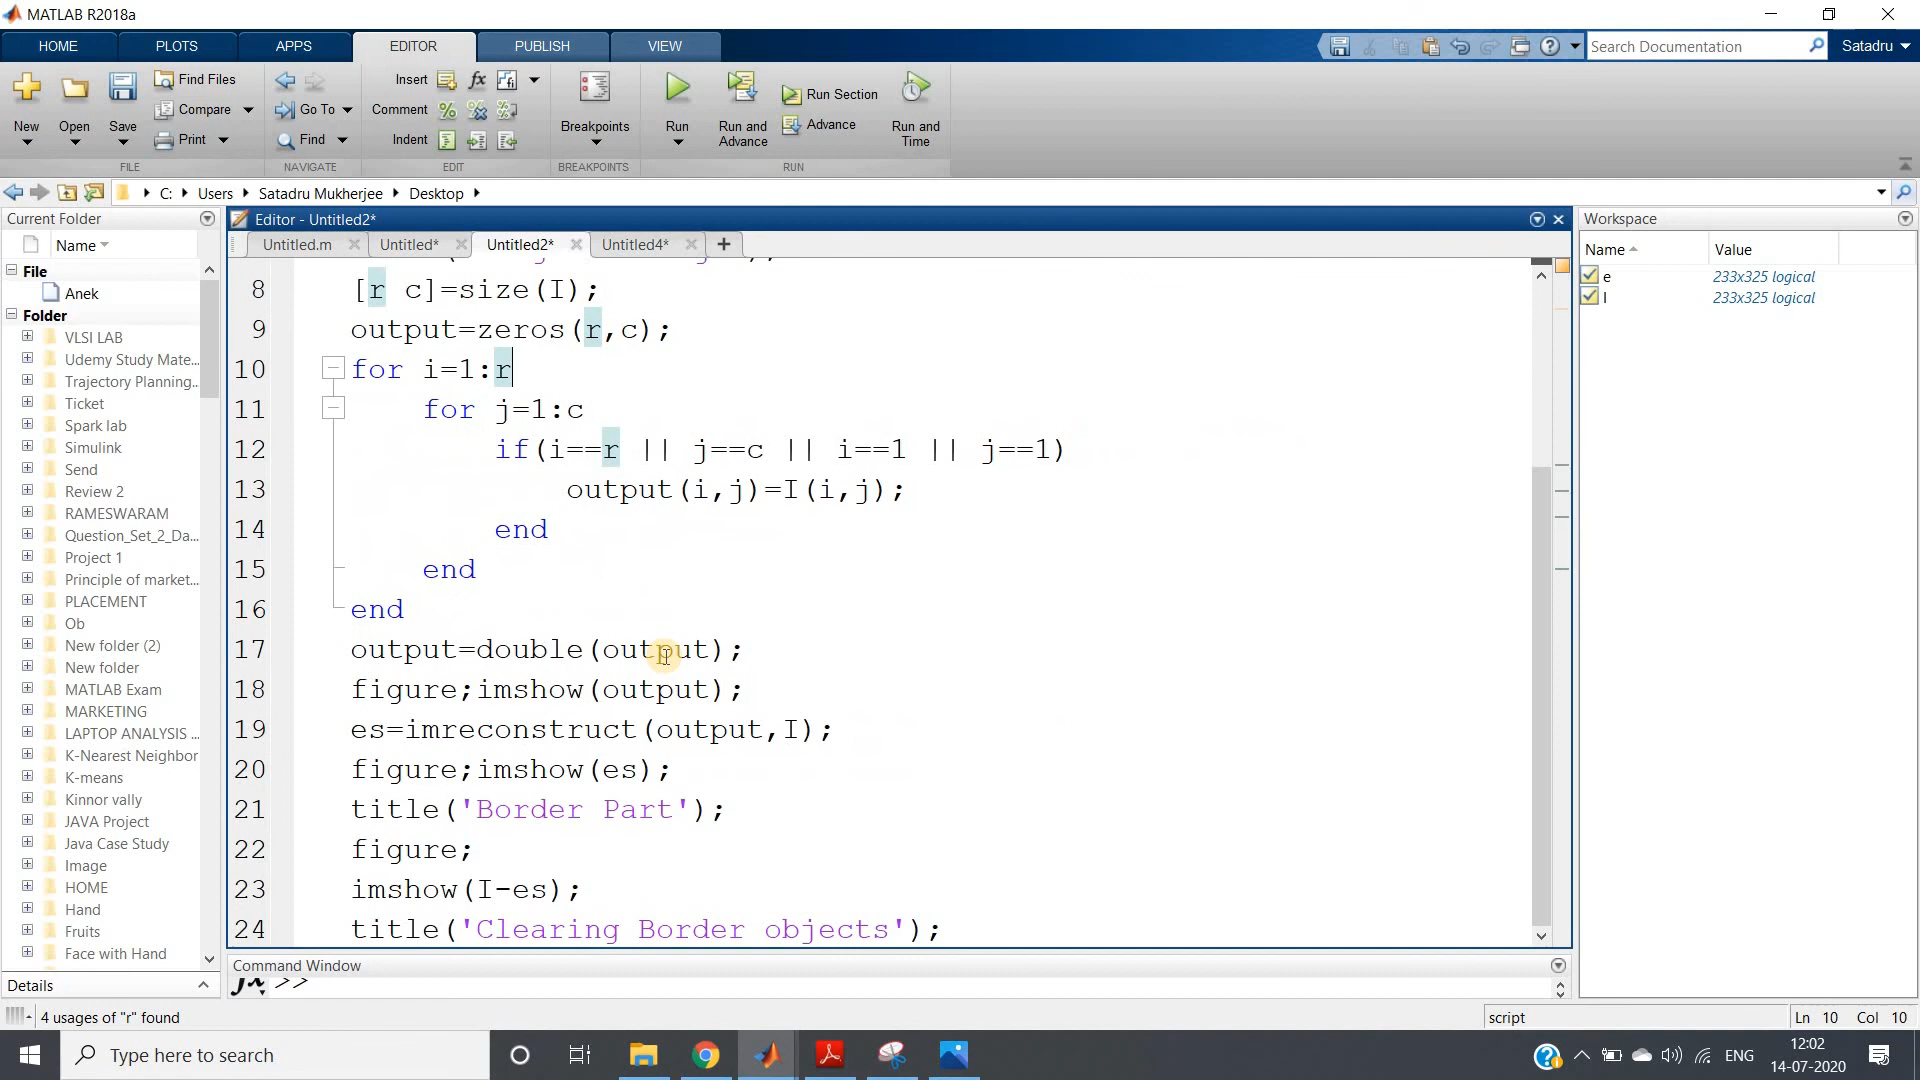 MATLAB R2018a
HOME PLOTS APPS EDITOR PUBLISH VIEW
Search Documentation
Satadru
New
Open
Save
Find Files
Compare
Print
FILE
Go To
Find
NAVIGATE
Insert
Comment
Indent
EDIT
Breakpoints
BREAKPOINTS
Run
Run and
Advance
Run Section
Advance
Run and
Time
RUN
C: Users Satadru Mukherjee Desktop
Current Folder
Name
File
Anek
Folder
VLSI LAB
Udemy Study Mate...
Trajectory Planning...
Ticket
Spark lab
Simulink
Send
Review 2
RAMESWARAM
Question_Set_2_Da...
Project 1
Principle of market...
PLACEMENT
Ob
New folder (2)
New folder
MATLAB Exam
MARKETING
LAPTOP ANALYSIS ...
K-Nearest Neighbor
K-means
Kinnor vally
JAVA Project
Java Case Study
Image
HOME
Hand
Fruits
Face with Hand
Details
Editor - Untitled2*
Untitled.m Untitled* Untitled2* Untitled4*
8 [r c]=size(I);
9 output=zeros(r,c);
10 for i=1:r
11 for j=1:c
12 if(i==r || j==c || i==1 || j==1)
13 output(i,j)=I(i,j);
14 end
15 end
16 end
17 output=double(output);
18 figure;imshow(output);
19 es=imreconstruct(output,I);
20 figure;imshow(es);
21 title('Border Part');
22 figure;
23 imshow(I-es);
24 title('Clearing Border objects');
Command Window
fx >>
Workspace
Name Value
e 233x325 logical
I 233x325 logical
4 usages of "r" found
script
Ln 10 Col 10
Type here to search
ENG
12:02
14-07-2020